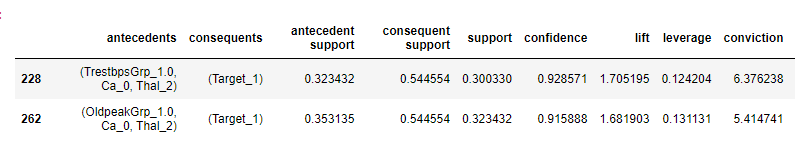 antecedents consequents antecedent support consequent support support confidence lift leverage conviction
228 (TrestbpsGrp_1.0, Ca_0, Thal_2) (Target_1) 0.323432 0.544554 0.300330 0.928571 1.705195 0.124204 6.376238
262 (OldpeakGrp_1.0, Ca_0, Thal_2) (Target_1) 0.353135 0.544554 0.323432 0.915888 1.681903 0.131131 5.414741